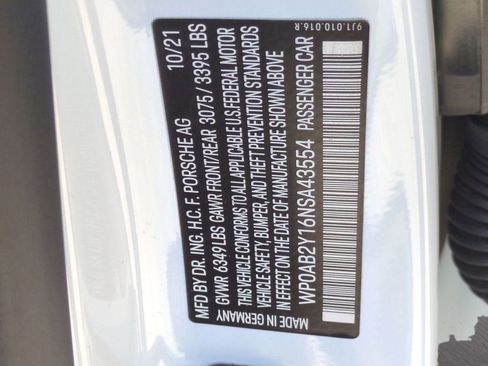 9J1.010.016.R
MFD BY DR. ING. H.C. F. PORSCHE AG 10/21
GVWR 6349 LBS GAWR FRONT/REAR 3075 / 3395 LBS
THIS VEHICLE CONFORMS TO ALL APPLICABLE U.S. FEDERAL MOTOR
VEHICLE SAFETY, BUMPER, AND THEFT PREVENTION STANDARDS
IN EFFECT ON THE DATE OF MANUFACTURE SHOWN ABOVE
WP0AB2Y16NSA43554 PASSENGER CAR
MADE IN GERMANY